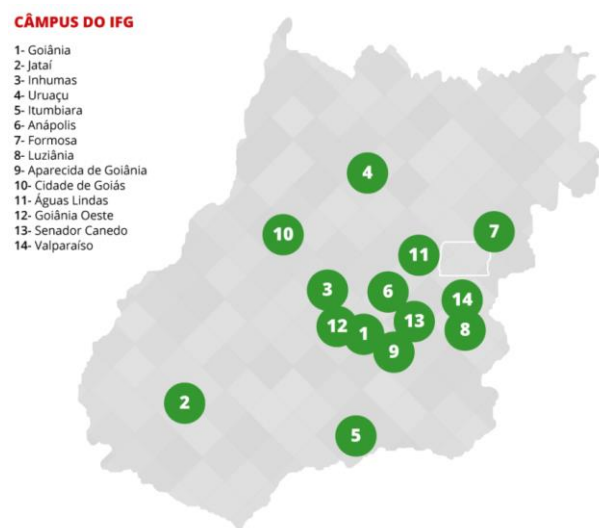 CÂMPUS DO IFG
1- Goiânia
2- Jataí
3- Inhumas
4- Uruaçu
5- Itumbiara
6- Anápolis
7- Formosa
8- Luziânia
9- Aparecida de Goiânia
10- Cidade de Goiás
11- Águas Lindas
12- Goiânia Oeste
13- Senador Canedo
14- Valparaíso
4
10
7
11
3
6
14
12
1
13
8
9
2
5